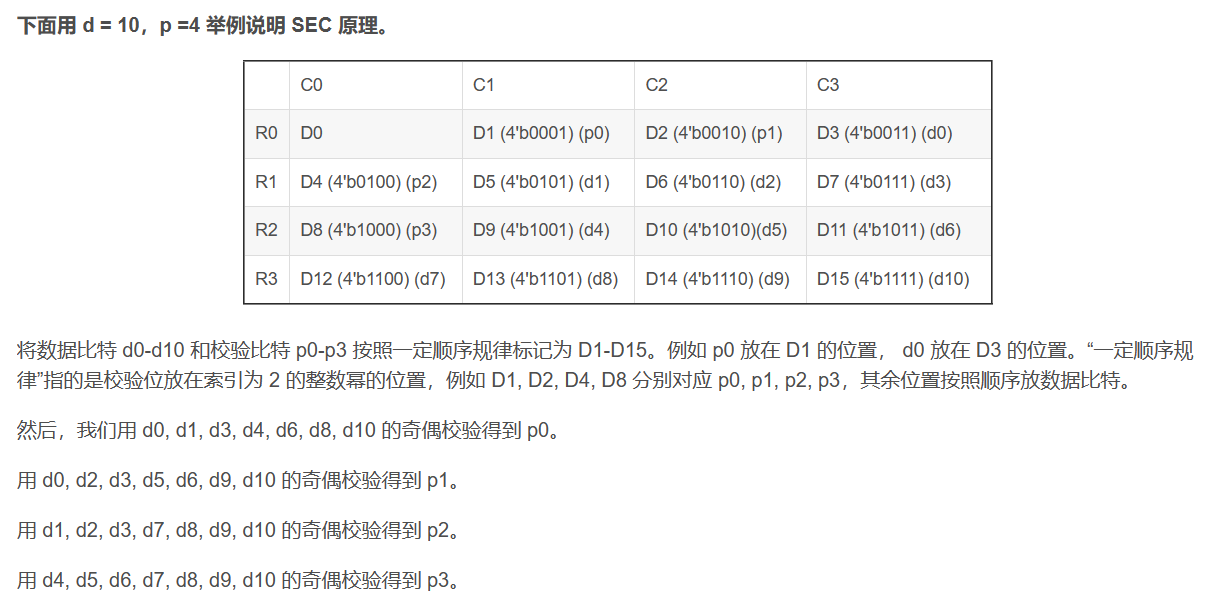 下面用 d = 10，p =4 举例说明 SEC 原理。
C0 C1 C2 C3
R0 D0 D1 (4'b0001) (p0) D2 (4'b0010) (p1) D3 (4'b0011) (d0)
R1 D4 (4'b0100) (p2) D5 (4'b0101) (d1) D6 (4'b0110) (d2) D7 (4'b0111) (d3)
R2 D8 (4'b1000) (p3) D9 (4'b1001) (d4) D10 (4'b1010)(d5) D11 (4'b1011) (d6)
R3 D12 (4'b1100) (d7) D13 (4'b1101) (d8) D14 (4'b1110) (d9) D15 (4'b1111) (d10)
将数据比特 d0-d10 和校验比特 p0-p3 按照一定顺序规律标记为 D1-D15。例如 p0 放在 D1 的位置， d0 放在 D3 的位置。“一定顺序规
律”指的是校验位放在索引为 2 的整数幂的位置，例如 D1, D2, D4, D8 分别对应 p0, p1, p2, p3，其余位置按照顺序放数据比特。
然后，我们用 d0, d1, d3, d4, d6, d8, d10 的奇偶校验得到 p0。
用 d0, d2, d3, d5, d6, d9, d10 的奇偶校验得到 p1。
用 d1, d2, d3, d7, d8, d9, d10 的奇偶校验得到 p2。
用 d4, d5, d6, d7, d8, d9, d10 的奇偶校验得到 p3。